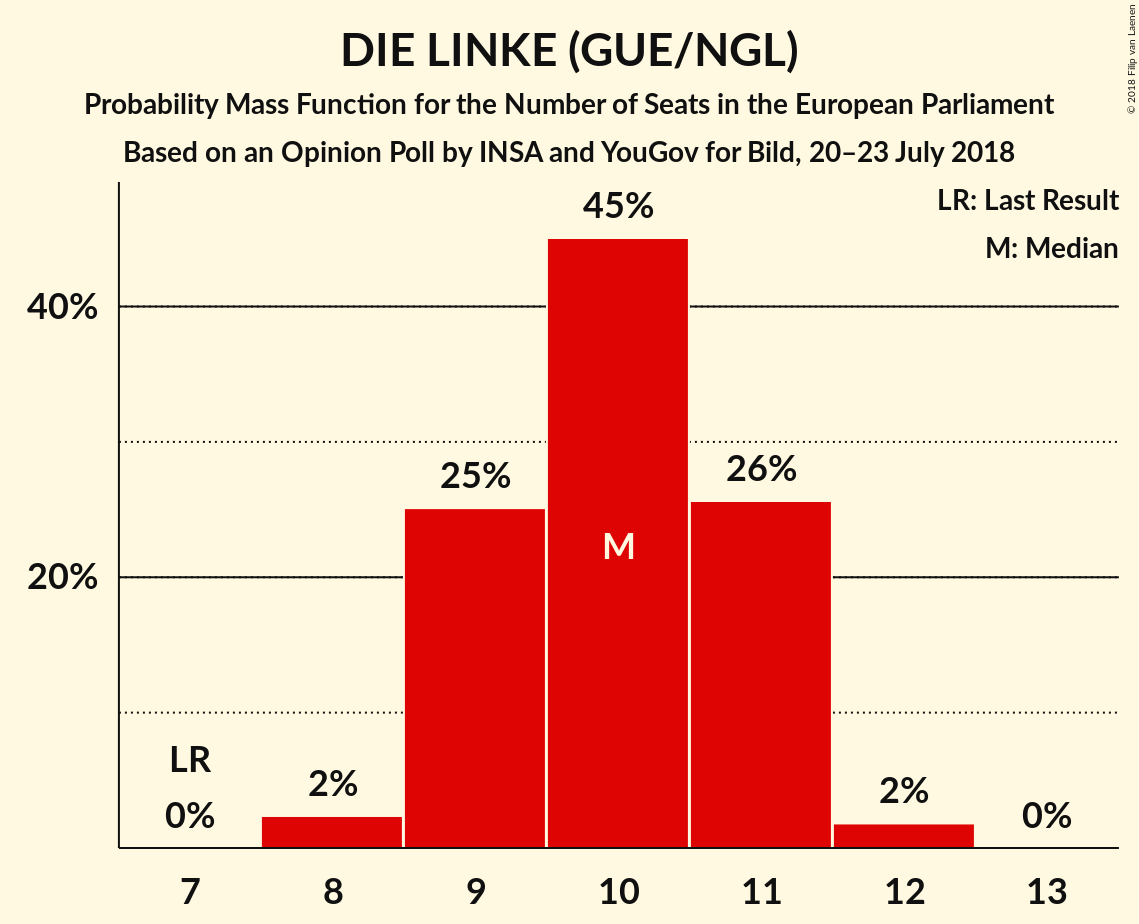 DIE LINKE (GUE/NGL)
Probability Mass Function for the Number of Seats in the European Parliament
Based on an Opinion Poll by INSA and YouGov for Bild, 20–23 July 2018
© 2018 Filip van Laenen
LR: Last Result
M: Median
45%
40%
25%
26%
M
20%
LR
0%
2%
2%
0%
7
8
9
10
11
12
13